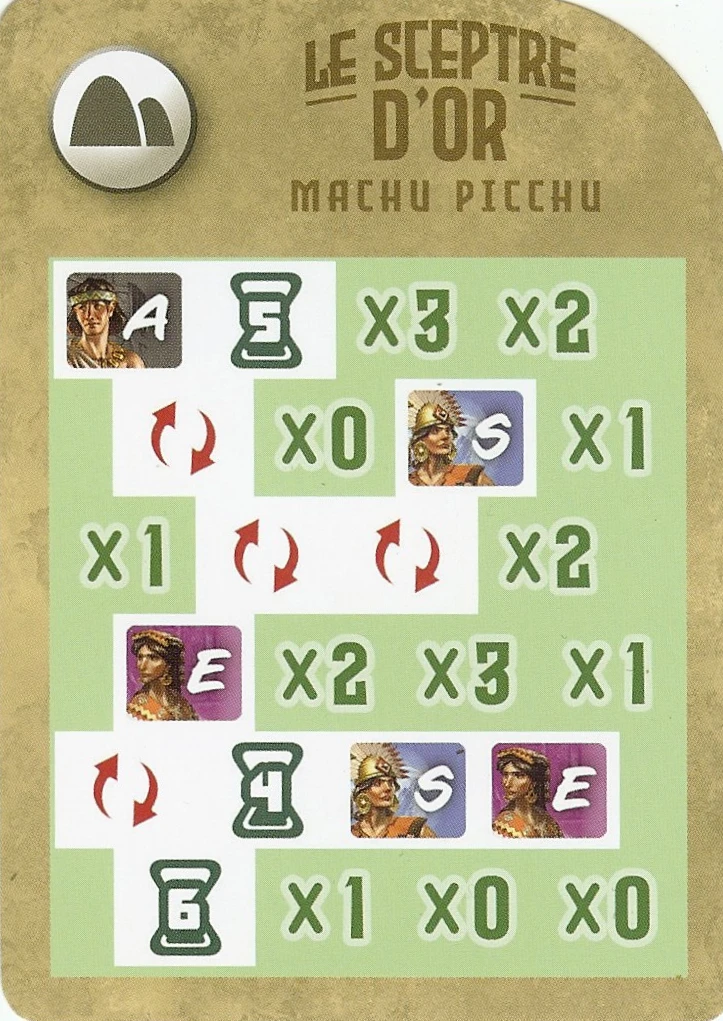 LE SCEPTRE
D'OR
MACHU PICCHU
A 5 X3 X2
X0 S X1
X1 X2
E X2 X3 X1
4 S E
6 X1 X0 X0